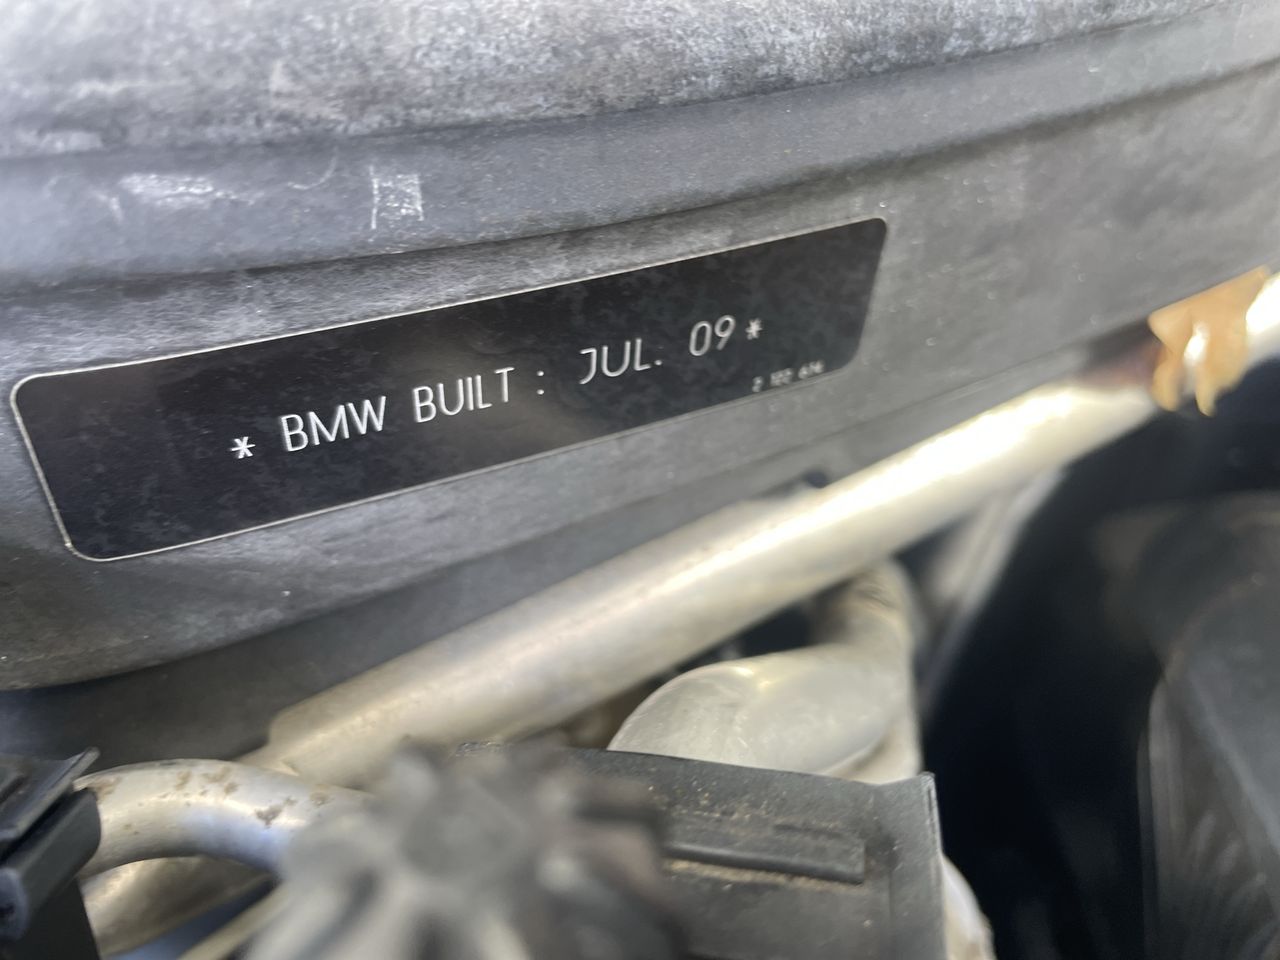 * BMW BUILT : JUL. 09 *